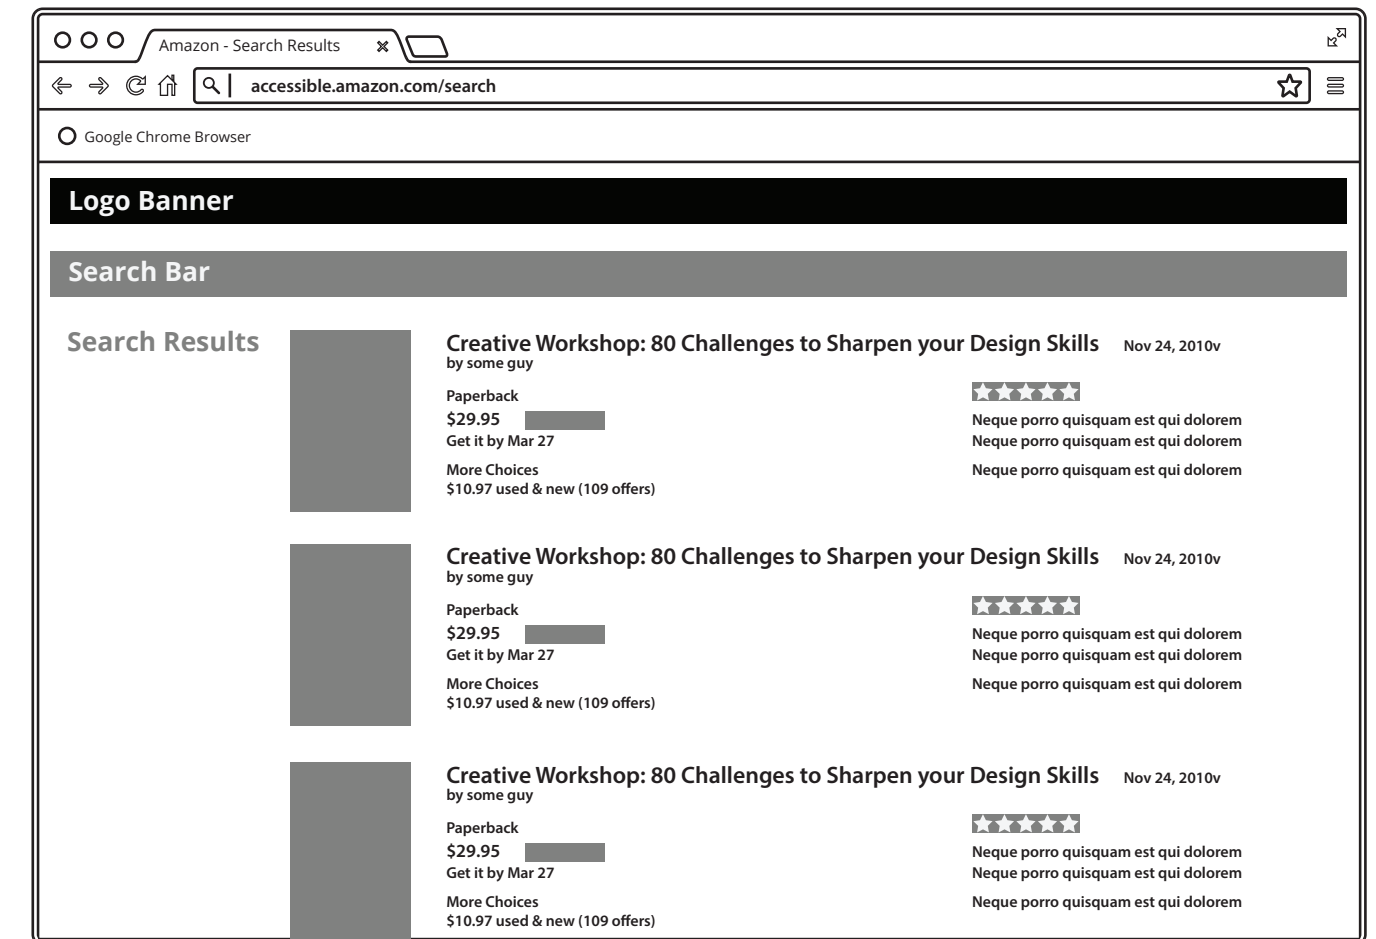 Amazon - Search Results
accessible.amazon.com/search
Google Chrome Browser
Logo Banner
Search Bar
Search Results
Creative Workshop: 80 Challenges to Sharpen your Design Skills Nov 24, 2010v
by some guy
Paperback
$29.95
Get it by Mar 27
More Choices
$10.97 used & new (109 offers)
Neque porro quisquam est qui dolorem
Neque porro quisquam est qui dolorem
Neque porro quisquam est qui dolorem
Creative Workshop: 80 Challenges to Sharpen your Design Skills Nov 24, 2010v
by some guy
Paperback
$29.95
Get it by Mar 27
More Choices
$10.97 used & new (109 offers)
Neque porro quisquam est qui dolorem
Neque porro quisquam est qui dolorem
Neque porro quisquam est qui dolorem
Creative Workshop: 80 Challenges to Sharpen your Design Skills Nov 24, 2010v
by some guy
Paperback
$29.95
Get it by Mar 27
More Choices
$10.97 used & new (109 offers)
Neque porro quisquam est qui dolorem
Neque porro quisquam est qui dolorem
Neque porro quisquam est qui dolorem